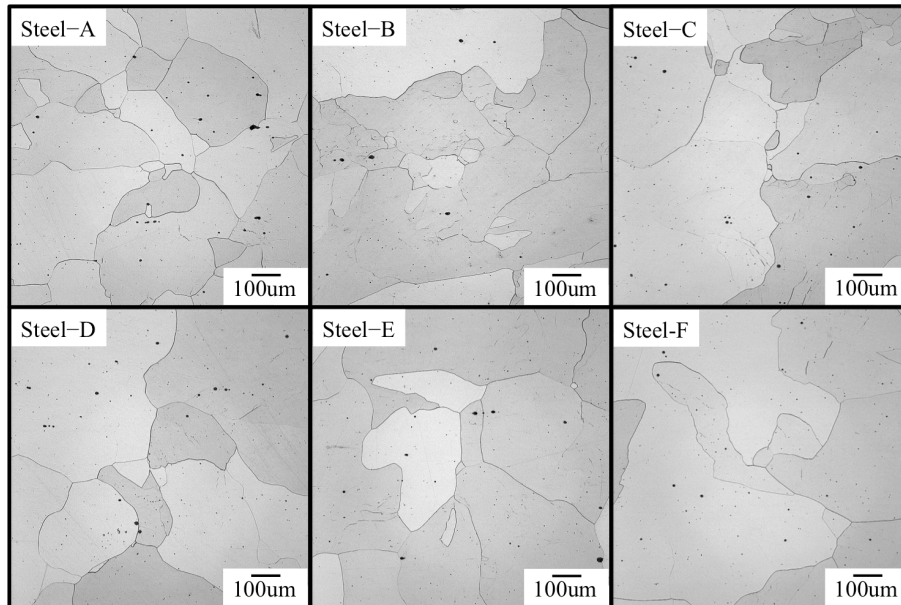 Steel−A
100um
Steel−B
100um
Steel−C
100um
Steel−D
100um
Steel−E
100um
Steel-F
100um